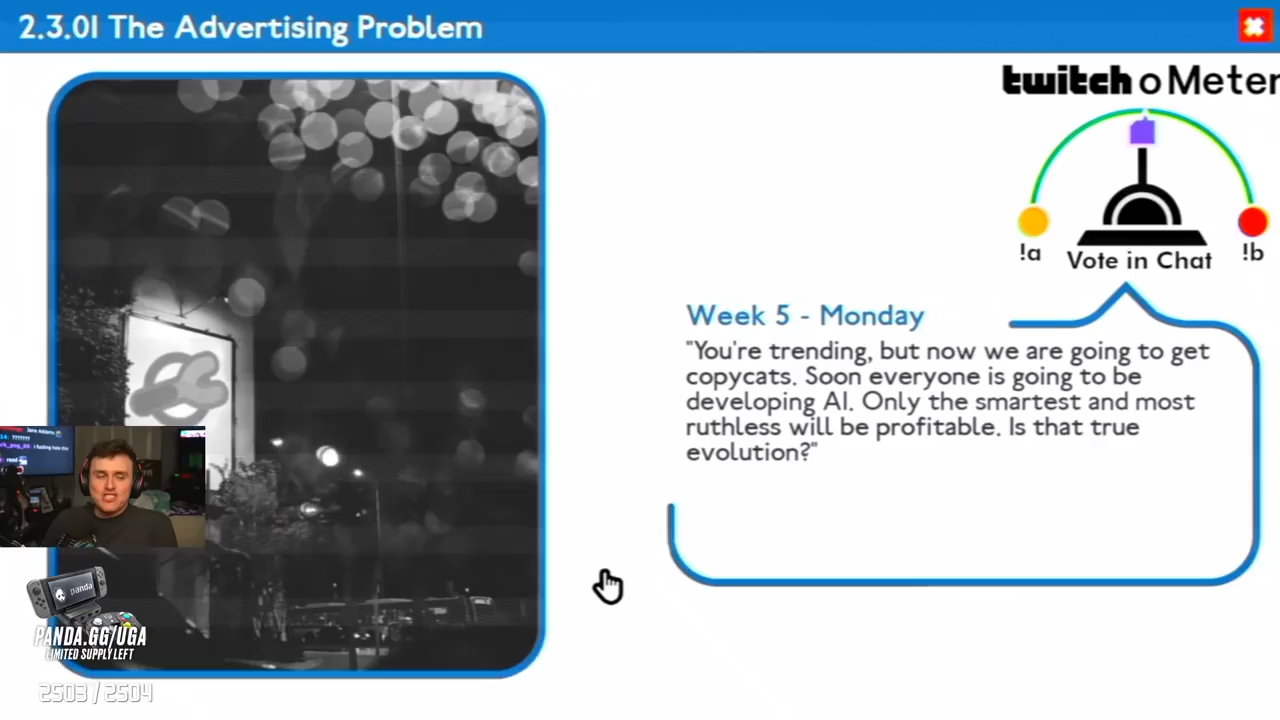 2.3.01 The Advertising Problem
twitch o Meter
!a
Vote in Chat
!b
Week 5 - Monday
"You're trending, but now we are going to get
copycats. Soon everyone is going to be
developing AI. Only the smartest and most
ruthless will be profitable. Is that true
evolution?"
panda
PANDA.GG/UGA
LIMITED SUPPLY LEFT
2503 / 2504